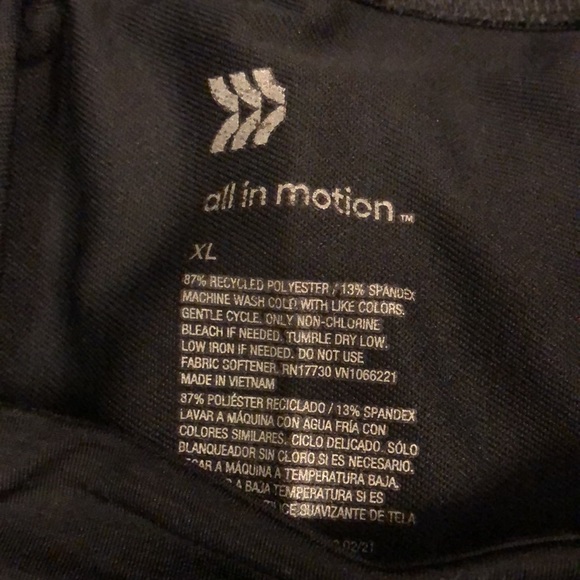 all in motion™
XL
87% RECYCLED POLYESTER / 13% SPANDEX
MACHINE WASH COLD WITH LIKE COLORS.
GENTLE CYCLE. ONLY NON-CHLORINE
BLEACH IF NEEDED. TUMBLE DRY LOW.
LOW IRON IF NEEDED. DO NOT USE
FABRIC SOFTENER. RN17730 VN1066221
MADE IN VIETNAM
87% POLIÉSTER RECICLADO / 13% SPANDEX
LAVAR A MÁQUINA CON AGUA FRÍA CON
COLORES SIMILARES. CICLO DELICADO. SÓLO
BLANQUEADOR SIN CLORO SI ES NECESARIO.
A MÁQUINA A TEMPERATURA BAJA.
A BAJA TEMPERATURA SI ES
SUAVIZANTE DE TELA
02/21